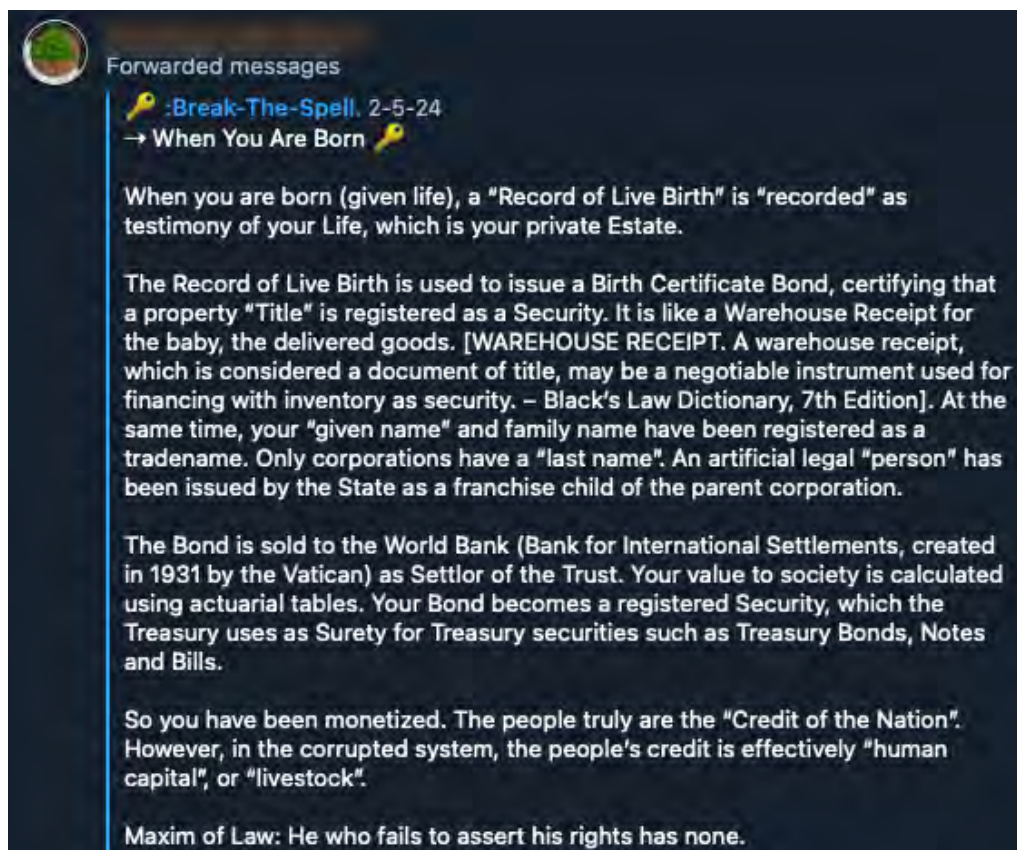 Forwarded messages
🔑 :Break-The-Spell. 2-5-24
→ When You Are Born 🔑
When you are born (given life), a “Record of Live Birth” is “recorded” as
testimony of your Life, which is your private Estate.
The Record of Live Birth is used to issue a Birth Certificate Bond, certifying that
a property “Title” is registered as a Security. It is like a Warehouse Receipt for
the baby, the delivered goods. [WAREHOUSE RECEIPT. A warehouse receipt,
which is considered a document of title, may be a negotiable instrument used for
financing with inventory as security. – Black’s Law Dictionary, 7th Edition]. At the
same time, your “given name” and family name have been registered as a
tradename. Only corporations have a “last name”. An artificial legal “person” has
been issued by the State as a franchise child of the parent corporation.
The Bond is sold to the World Bank (Bank for International Settlements, created
in 1931 by the Vatican) as Settlor of the Trust. Your value to society is calculated
using actuarial tables. Your Bond becomes a registered Security, which the
Treasury uses as Surety for Treasury securities such as Treasury Bonds, Notes
and Bills.
So you have been monetized. The people truly are the “Credit of the Nation”.
However, in the corrupted system, the people’s credit is effectively “human
capital”, or “livestock”.
Maxim of Law: He who fails to assert his rights has none.